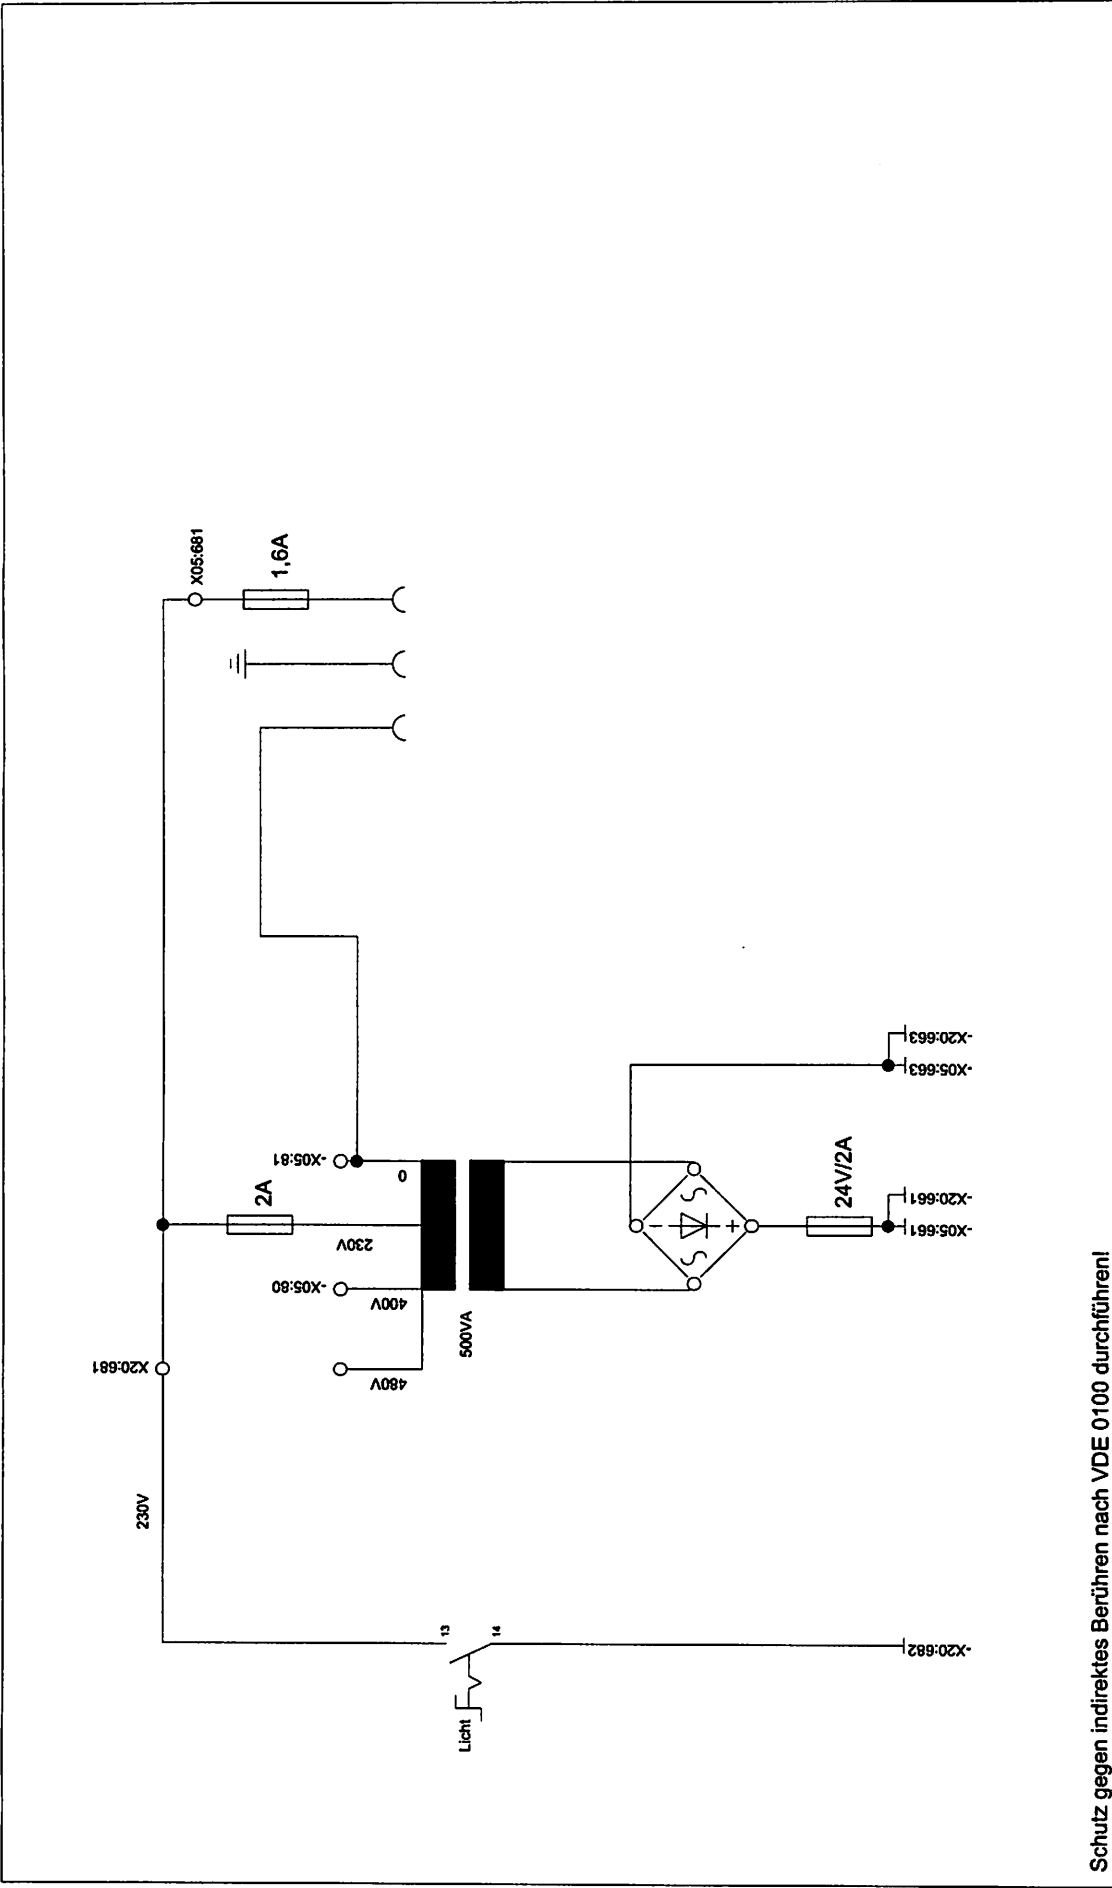 X20:681
230V
X05:681
1,6A
2A
-X05:81
0
230V
-X05:80
400V
480V
500VA
Licht
13
14
24V/2A
-X20:682
-X05:661
-X20:661
-X05:663
-X20:663
Schutz gegen indirektes Berühren nach VDE 0100 durchführen!